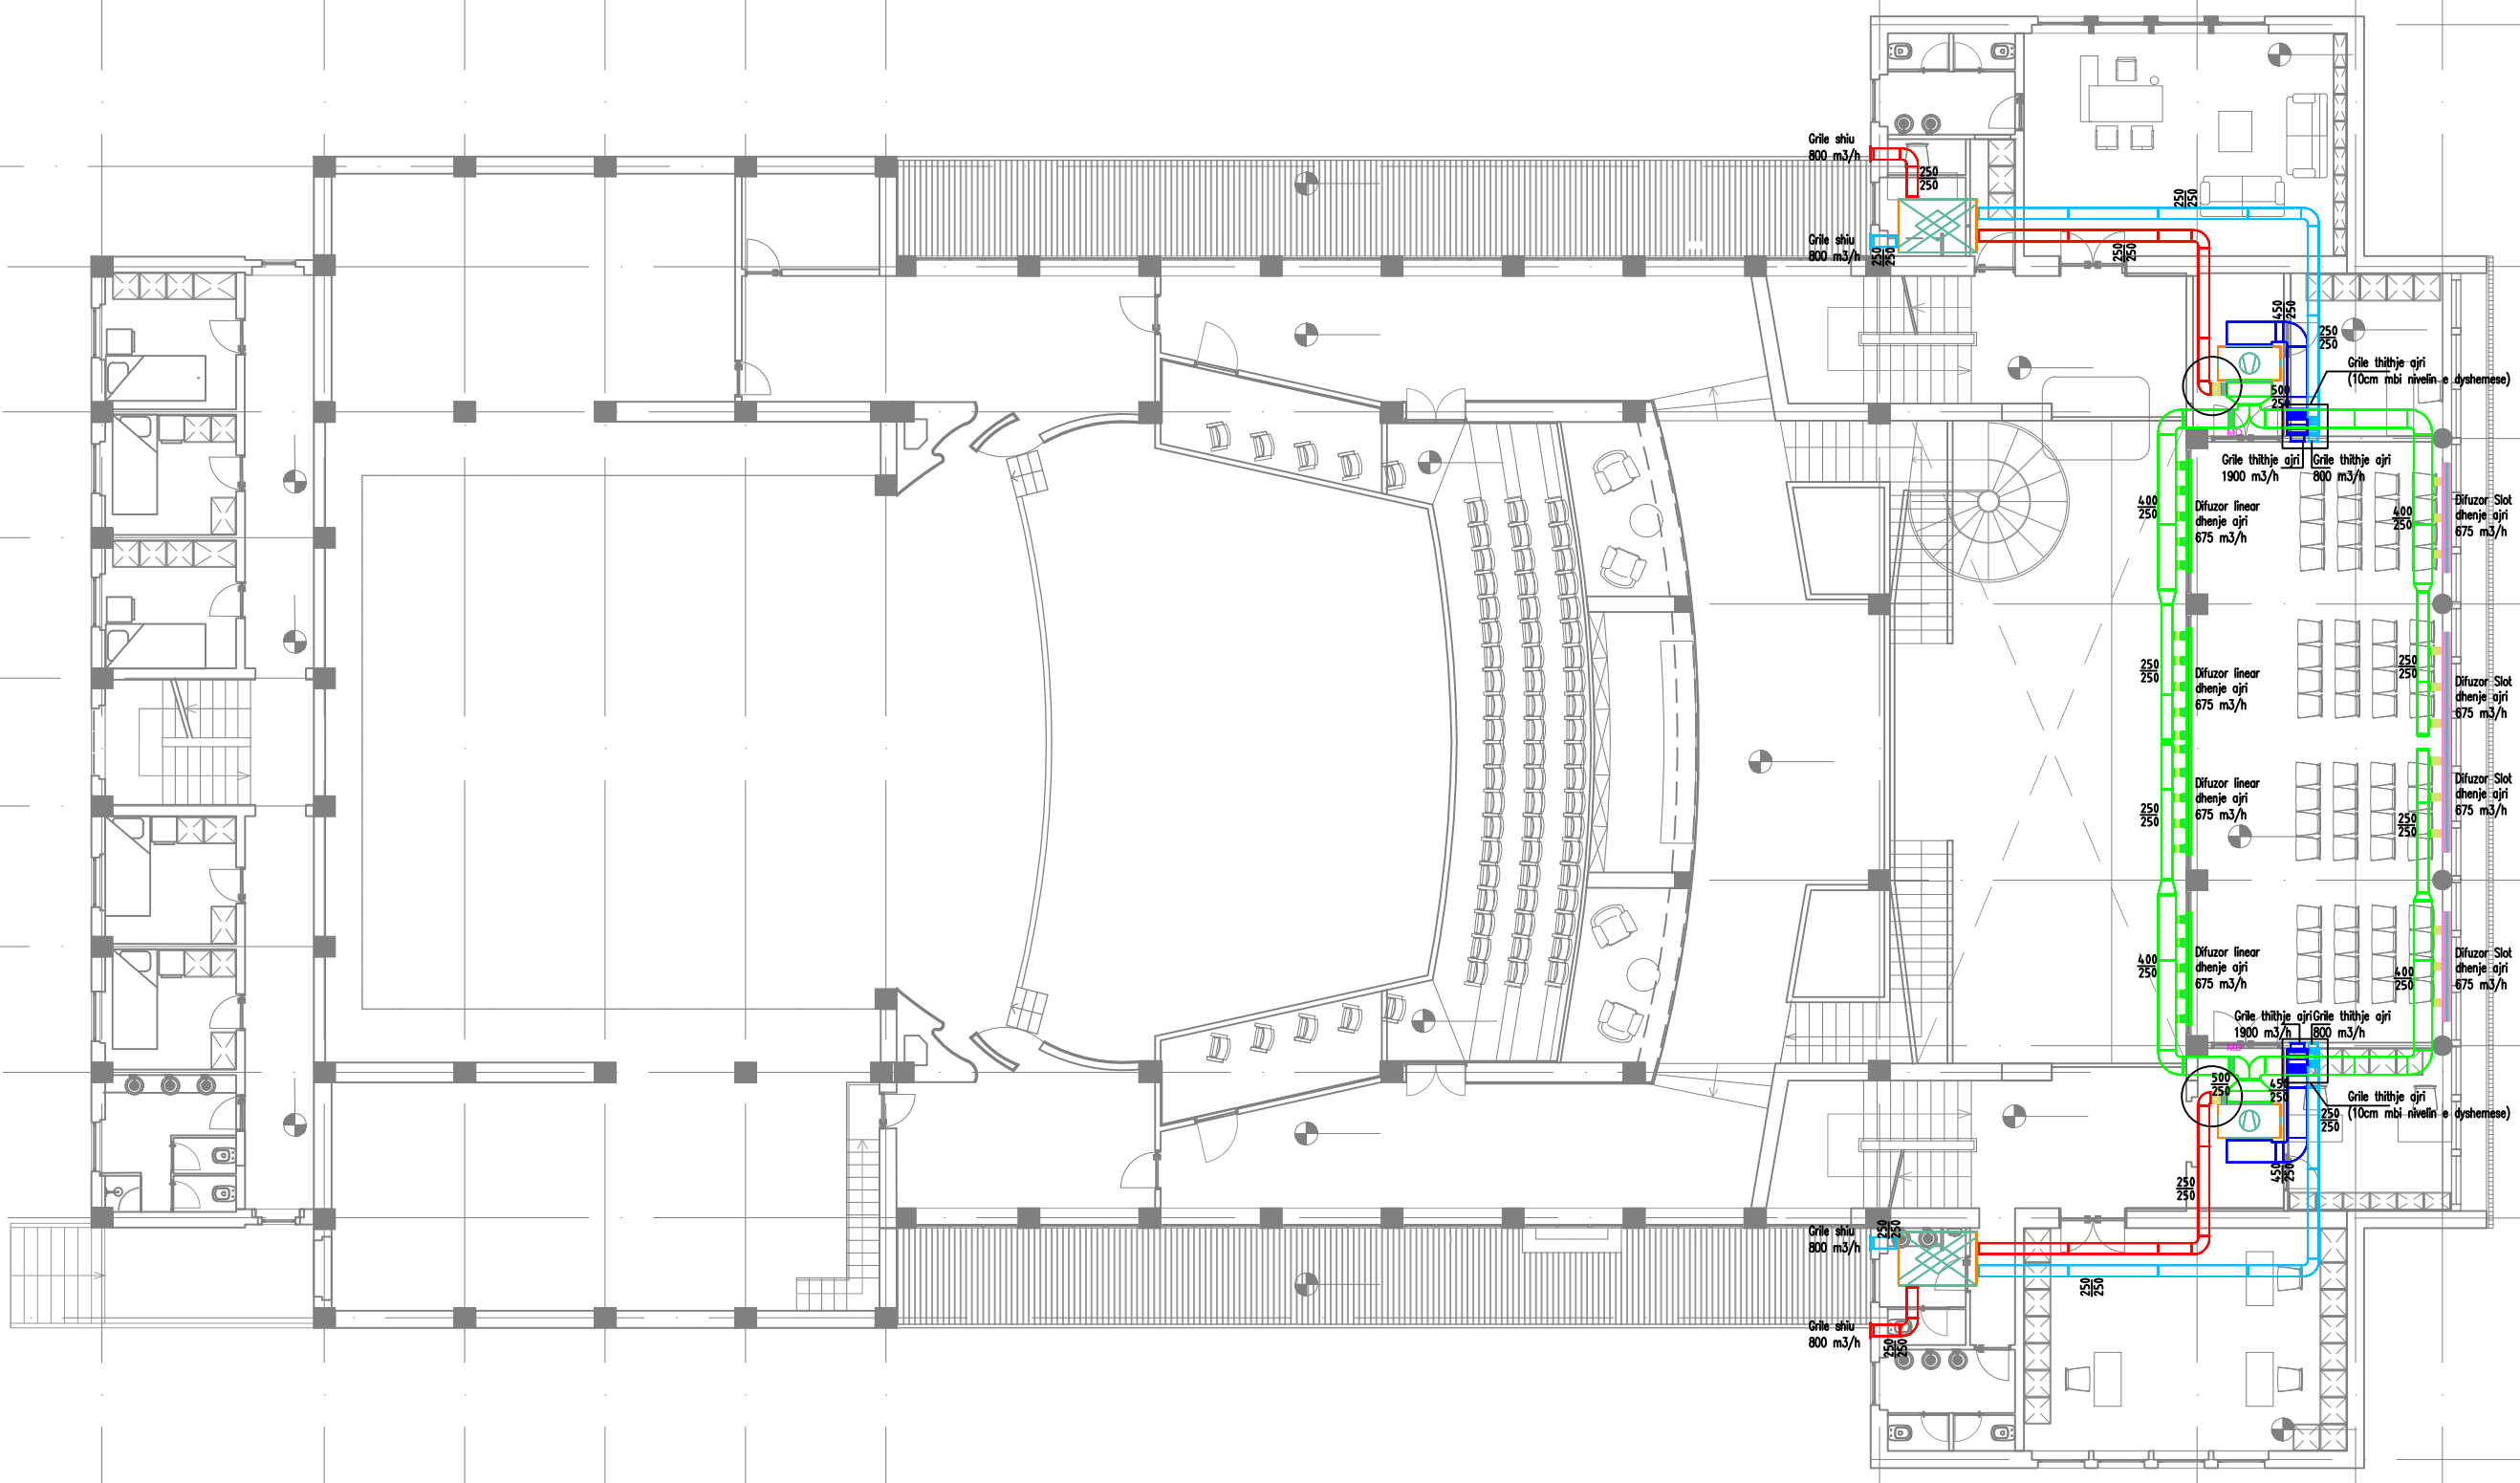 Grile shiu
800 m3/h
250
250
250
250
Grile shiu
800 m3/h
250
250
250
250
450
250
250
250
Grile thithje ajri
(10cm mbi nivelin e dyshemese)
500
250
MD
Grile thithje ajri
1900 m3/h
Grile thithje ajri
800 m3/h
400
250
Difuzor linear
dhenje ajri
675 m3/h
400
250
Difuzor Slot
dhenje ajri
675 m3/h
250
250
Difuzor linear
dhenje ajri
675 m3/h
250
250
Difuzor Slot
dhenje ajri
675 m3/h
250
250
Difuzor linear
dhenje ajri
675 m3/h
250
250
Difuzor Slot
dhenje ajri
675 m3/h
400
250
Difuzor linear
dhenje ajri
675 m3/h
400
250
Difuzor Slot
dhenje ajri
675 m3/h
Grile thithje ajri
1900 m3/h
Grile thithje ajri
800 m3/h
MD
500
250
450
250
Grile thithje ajri
(10cm mbi nivelin e dyshemese)
250
250
450
250
250
250
Grile shiu
800 m3/h
250
250
250
250
Grile shiu
800 m3/h
250
250